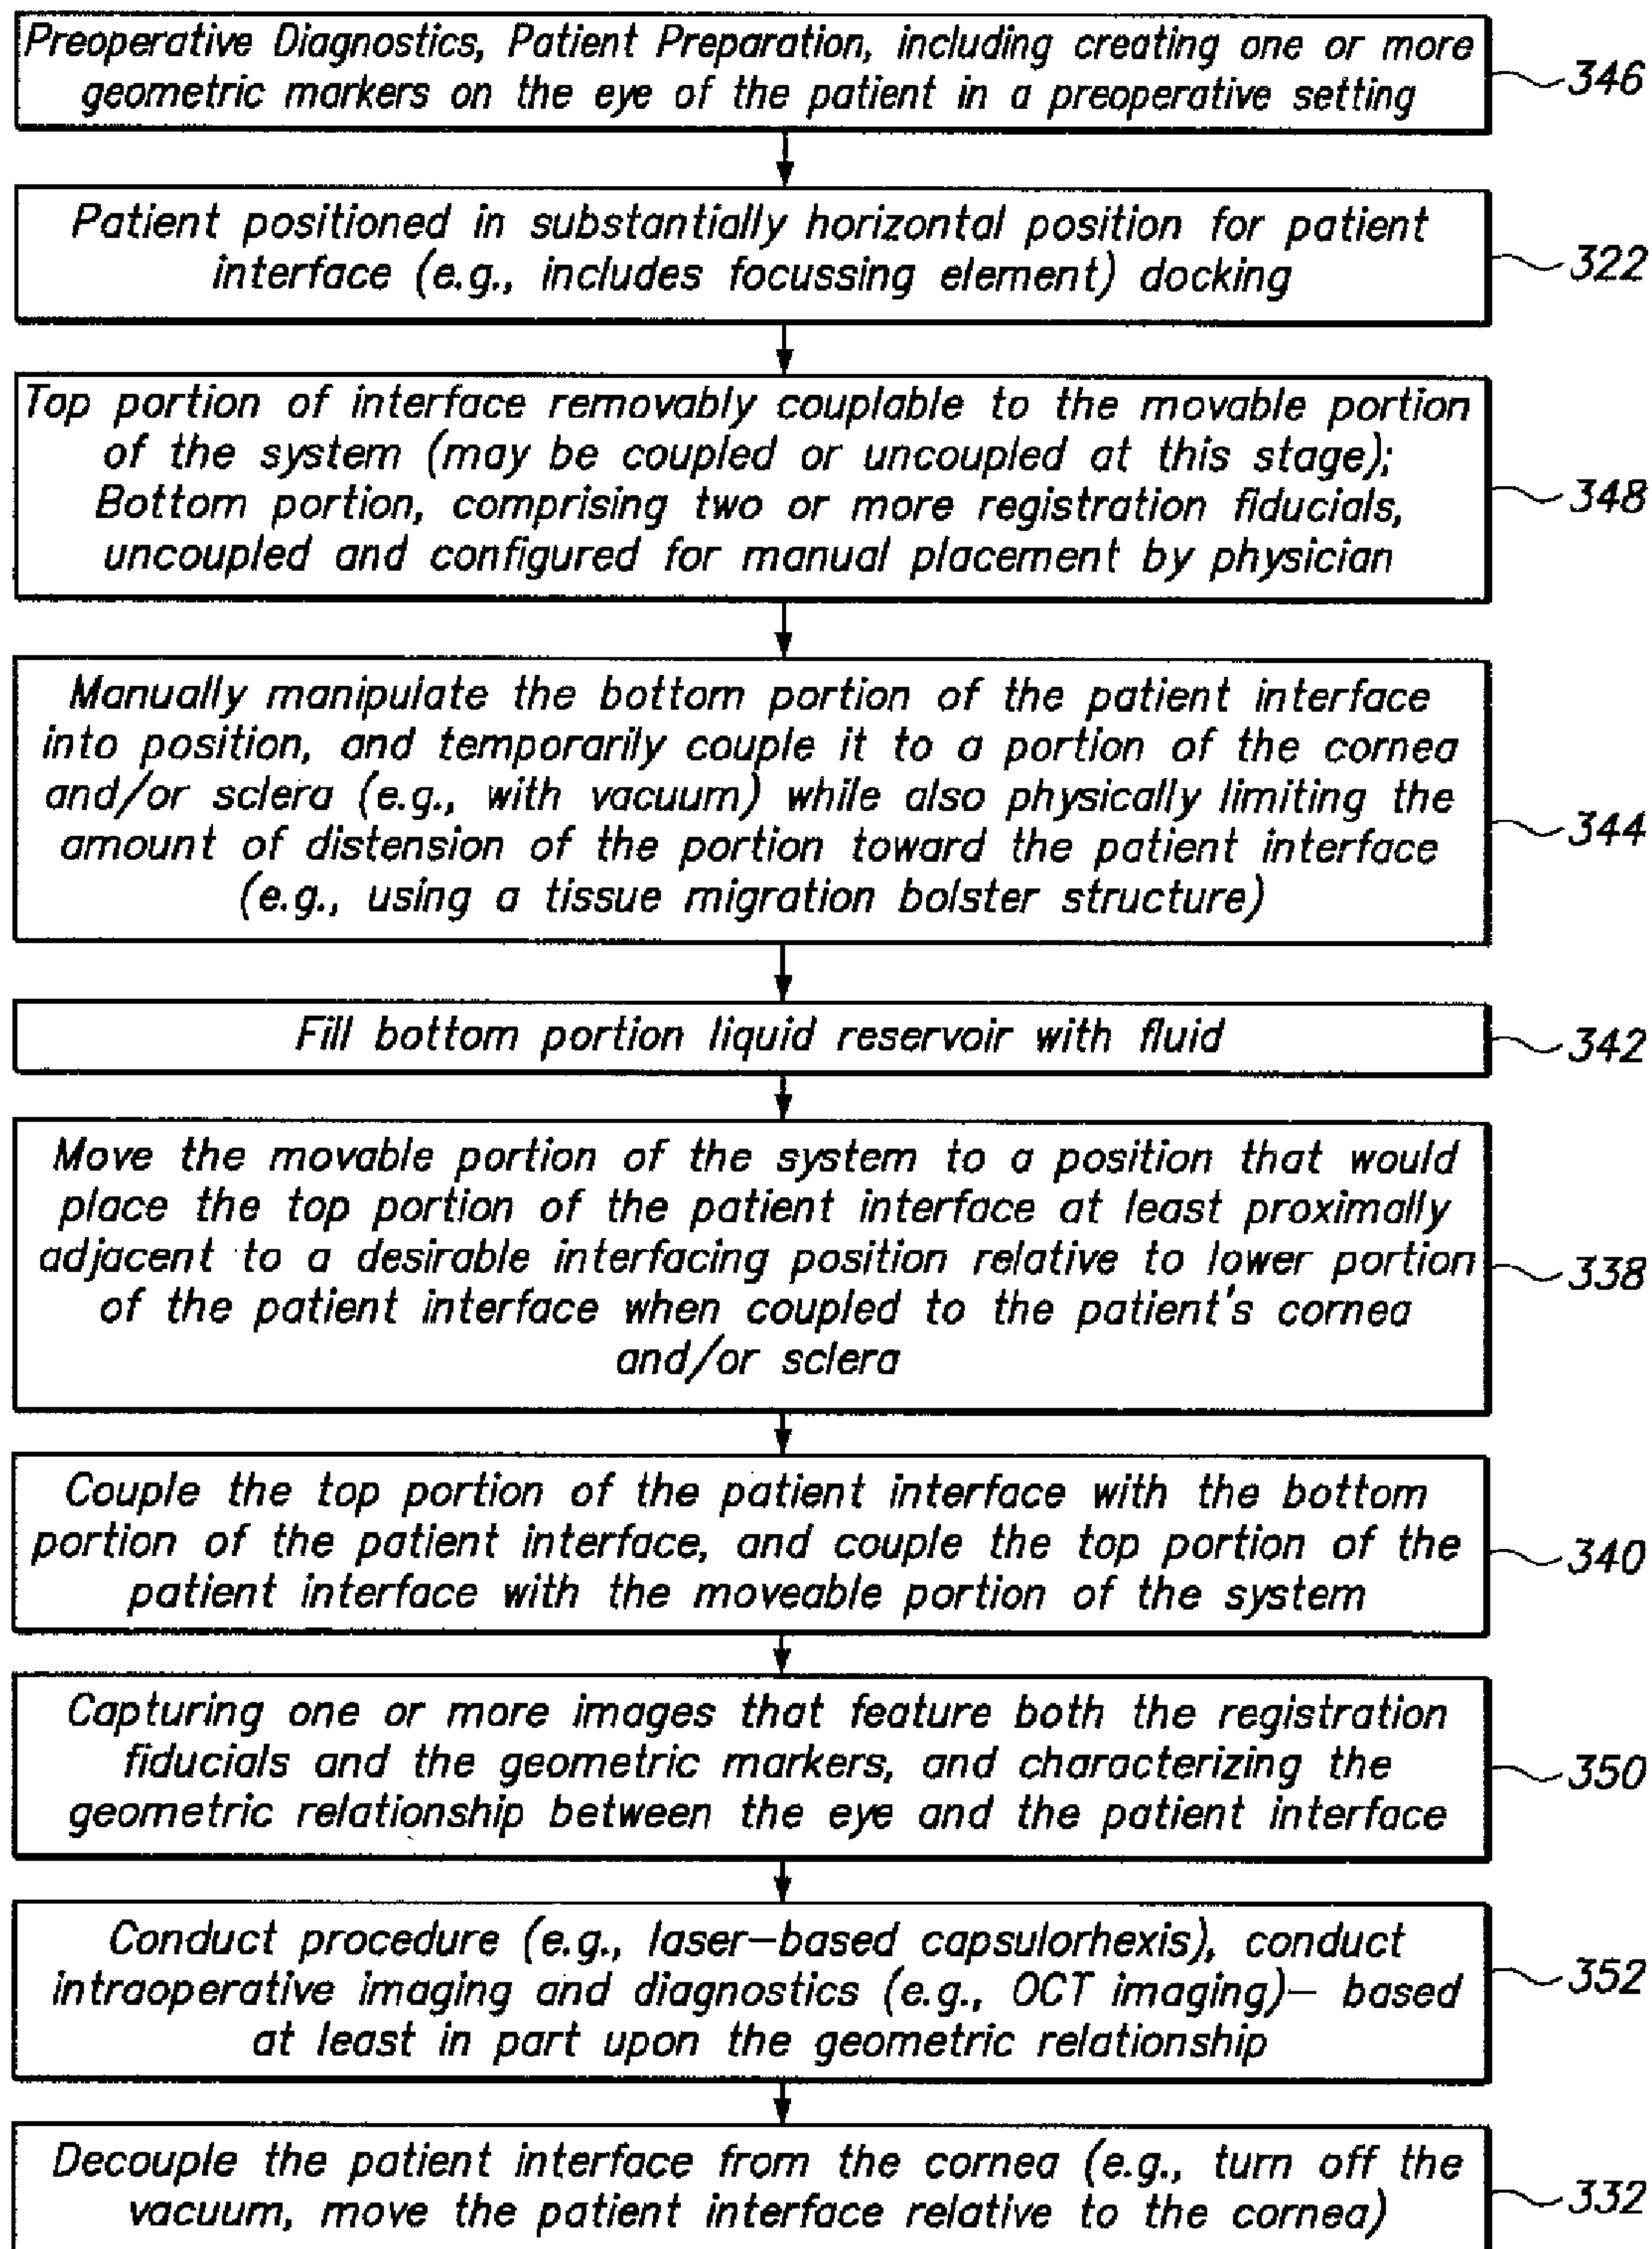 Preoperative Diagnostics, Patient Preparation, including creating one or more
geometric markers on the eye of the patient in a preoperative setting
346
Patient positioned in substantially horizontal position for patient
interface (e.g., includes focussing element) docking
322
Top portion of interface removably couplable to the movable portion
of the system (may be coupled or uncoupled at this stage);
Bottom portion, comprising two or more registration fiducials,
uncoupled and configured for manual placement by physician
348
Manually manipulate the bottom portion of the patient interface
into position, and temporarily couple it to a portion of the cornea
and/or sclera (e.g., with vacuum) while also physically limiting the
amount of distension of the portion toward the patient interface
(e.g., using a tissue migration bolster structure)
344
Fill bottom portion liquid reservoir with fluid
342
Move the movable portion of the system to a position that would
place the top portion of the patient interface at least proximally
adjacent to a desirable interfacing position relative to lower portion
of the patient interface when coupled to the patient's cornea
and/or sclera
338
Couple the top portion of the patient interface with the bottom
portion of the patient interface, and couple the top portion of the
patient interface with the moveable portion of the system
340
Capturing one or more images that feature both the registration
fiducials and the geometric markers, and characterizing the
geometric relationship between the eye and the patient interface
350
Conduct procedure (e.g., laser-based capsulorhexis), conduct
intraoperative imaging and diagnostics (e.g., OCT imaging)– based
at least in part upon the geometric relationship
352
Decouple the patient interface from the cornea (e.g., turn off the
vacuum, move the patient interface relative to the cornea)
332